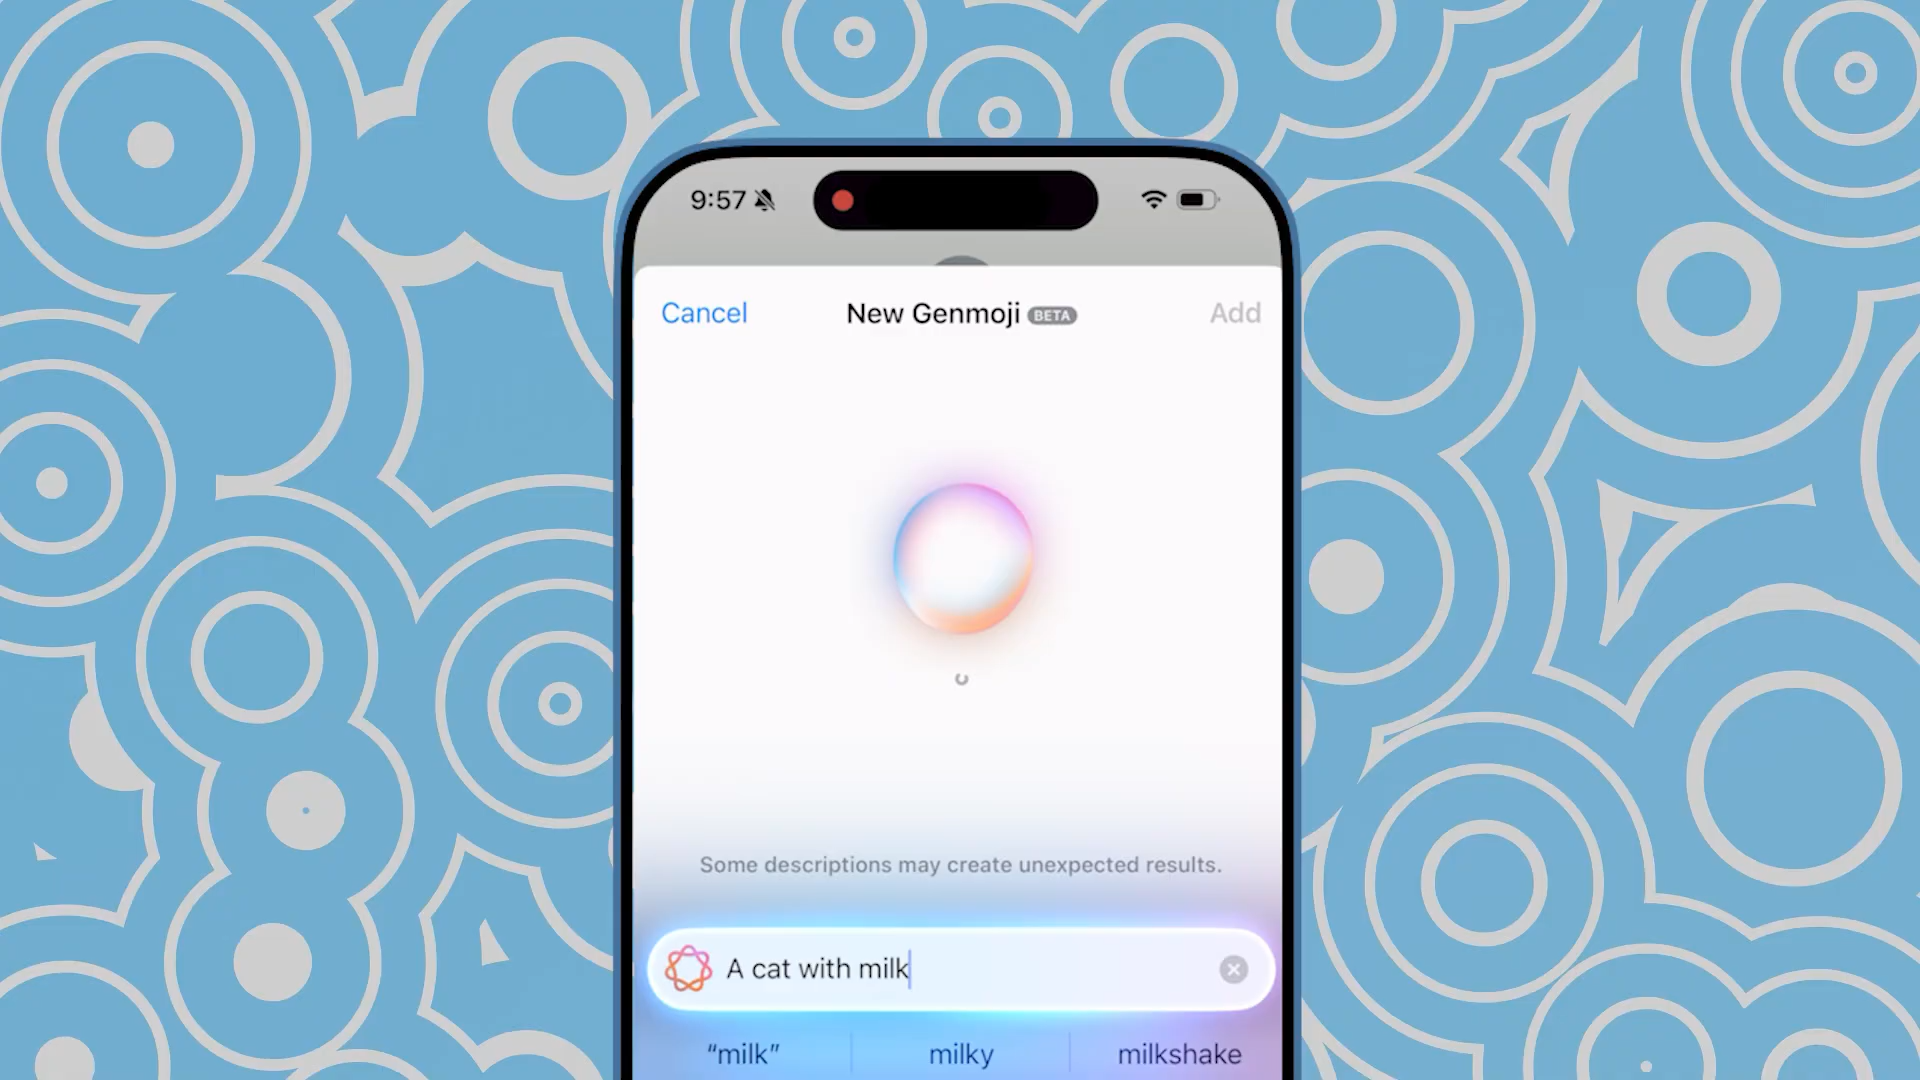 9:57
Cancel New Genmoji BETA Add
Some descriptions may create unexpected results.
A cat with milk
“milk” milky milkshake